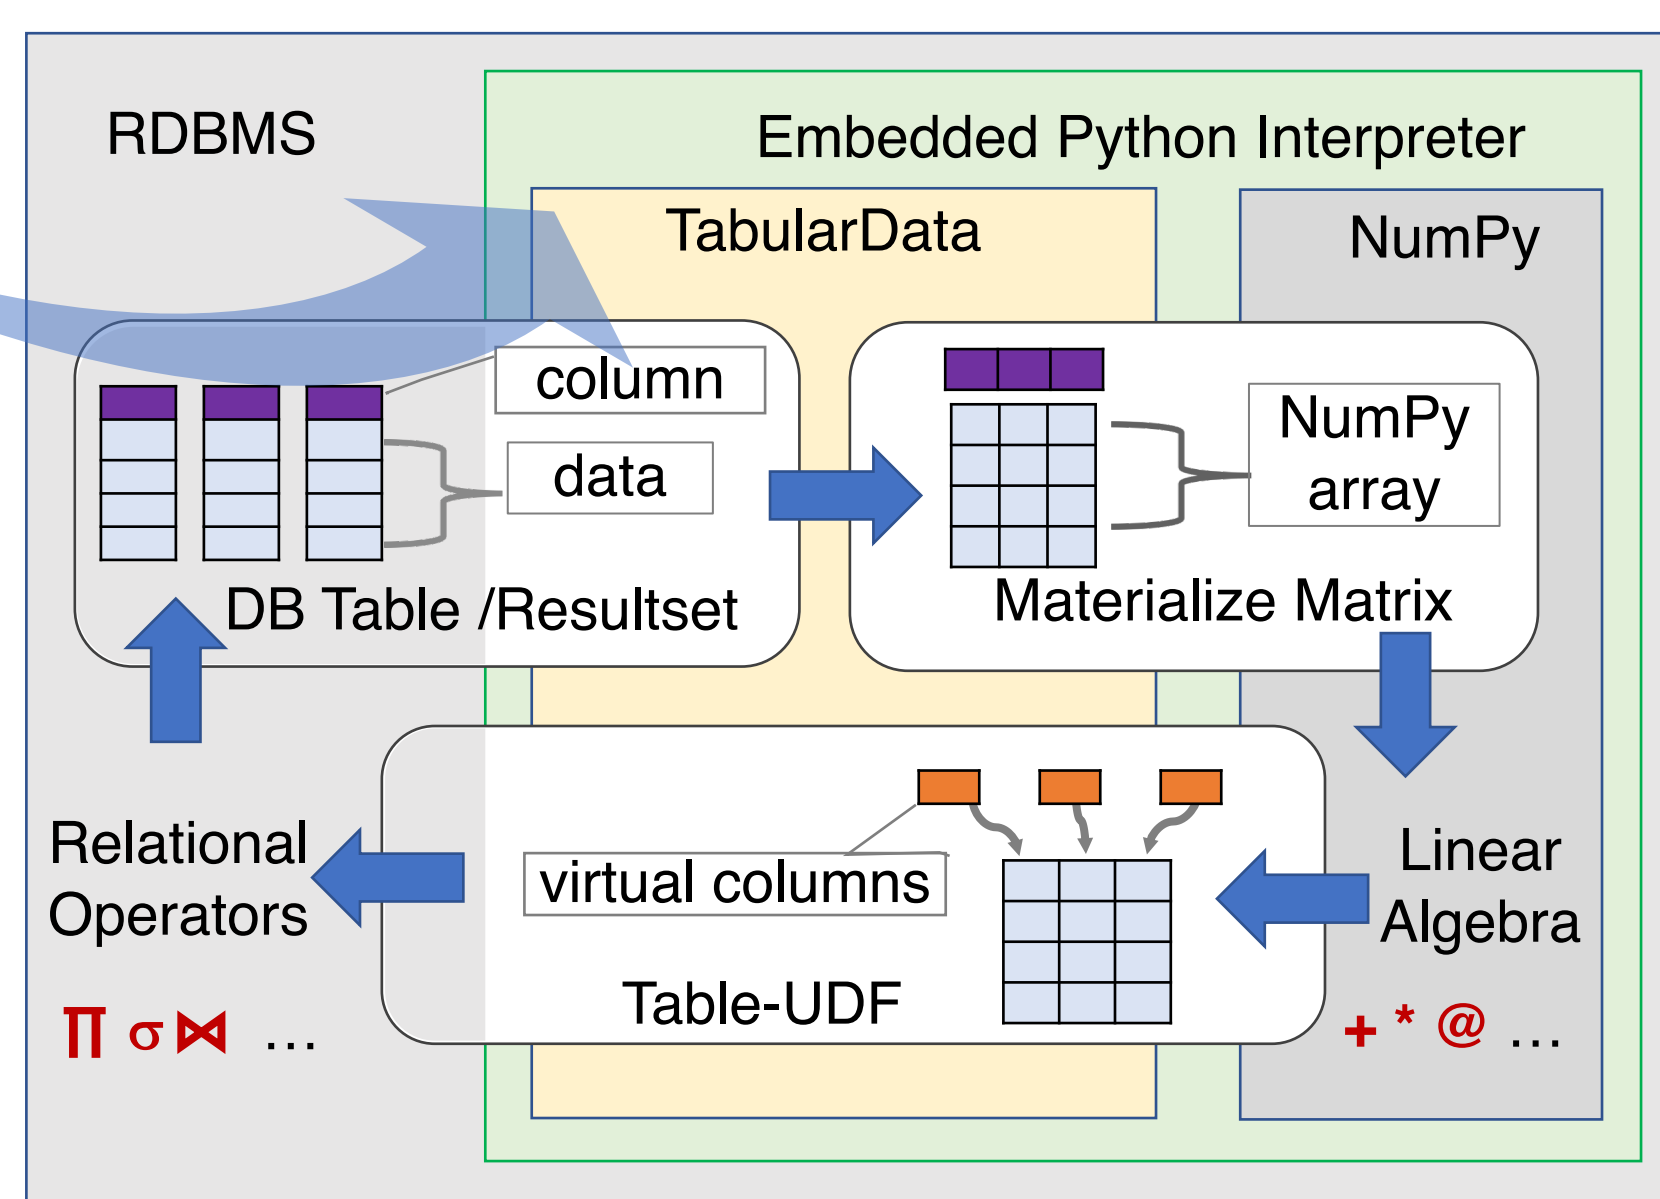 RDBMS
Embedded Python Interpreter
TabularData
NumPy
column
data
DB Table /Resultset
NumPy
array
Materialize Matrix
Relational
Operators
∏ σ ⋈ …
virtual columns
Table-UDF
Linear
Algebra
+ * @ …